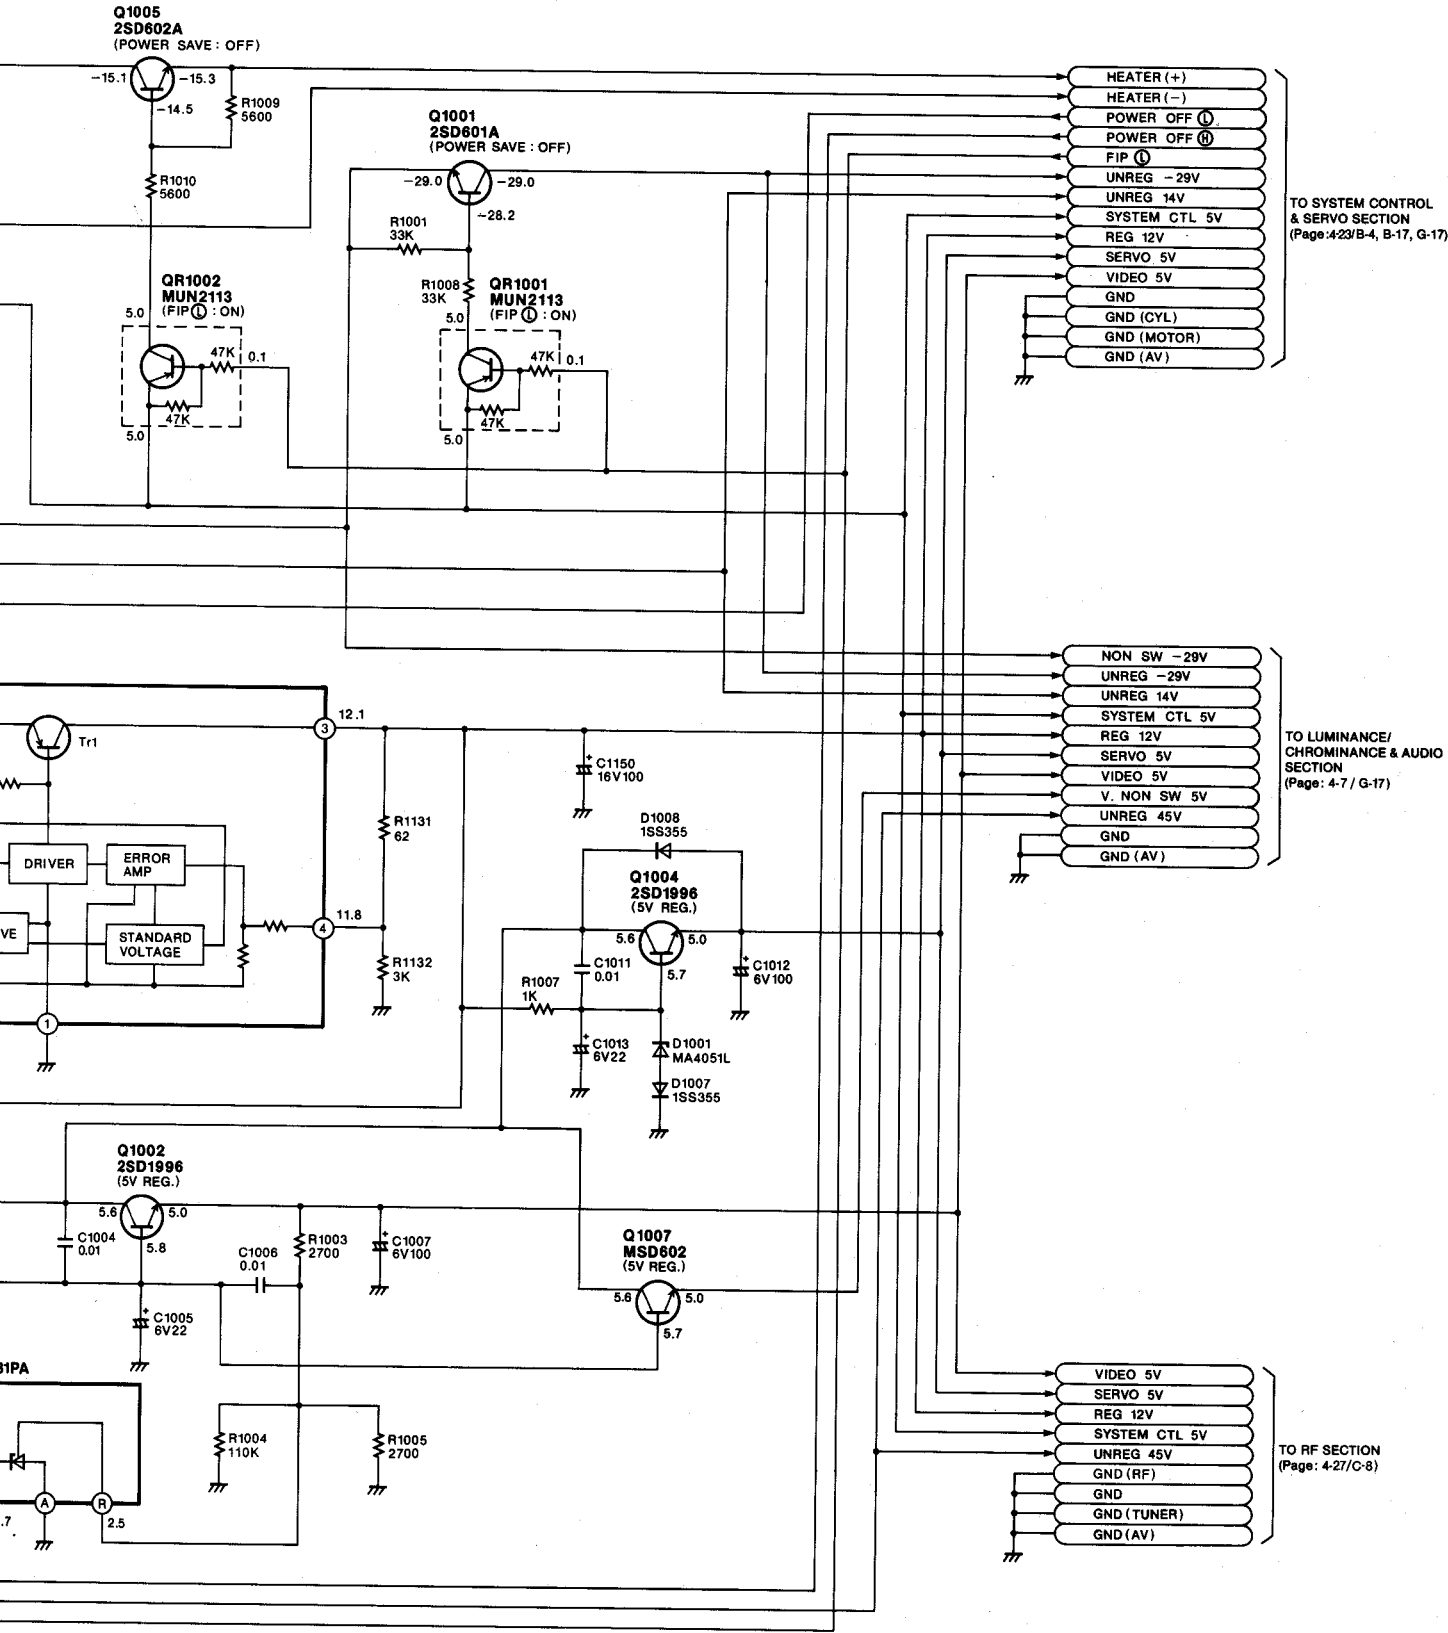 Q1005
2SD602A
(POWER SAVE : OFF)
-15.1
-15.3
-14.5
R1009
5600
R1010
5600
Q1001
2SD601A
(POWER SAVE : OFF)
-29.0
-29.0
-28.2
R1001
33K
R1008
33K
QR1002
MUN2113
(FIP Ⓛ : ON)
5.0
47K
0.1
47K
5.0
QR1001
MUN2113
(FIP Ⓛ : ON)
5.0
47K
0.1
47K
5.0
HEATER (+)
HEATER (−)
POWER OFF Ⓛ
POWER OFF Ⓗ
FIP Ⓛ
UNREG -29V
UNREG 14V
SYSTEM CTL 5V
REG 12V
SERVO 5V
VIDEO 5V
GND
GND (CYL)
GND (MOTOR)
GND (AV)
TO SYSTEM CONTROL
& SERVO SECTION
(Page:4-23/B-4, B-17, G-17)
NON SW -29V
UNREG -29V
UNREG 14V
SYSTEM CTL 5V
REG 12V
SERVO 5V
VIDEO 5V
V. NON SW 5V
UNREG 45V
GND
GND (AV)
TO LUMINANCE/
CHROMINANCE & AUDIO
SECTION
(Page: 4-7 / G-17)
Tr1
3
12.1
DRIVER
ERROR
AMP
VE
STANDARD
VOLTAGE
4
11.8
1
R1131
62
R1132
3K
C1150
16V100
D1008
1SS355
Q1004
2SD1996
(5V REG.)
5.6
5.0
5.7
C1011
0.01
+
C1012
6V100
R1007
1K
+
C1013
6V22
D1001
MA4051L
D1007
1SS355
Q1002
2SD1996
(5V REG.)
5.6
5.0
5.8
C1004
0.01
C1006
0.01
R1003
2700
+
C1007
6V100
+
C1005
6V22
Q1007
MSD602
(5V REG.)
5.6
5.0
5.7
31PA
R1004
110K
R1005
2700
A
R
.7
2.5
VIDEO 5V
SERVO 5V
REG 12V
SYSTEM CTL 5V
UNREG 45V
GND (RF)
GND
GND (TUNER)
GND (AV)
TO RF SECTION
(Page: 4-27/C-8)